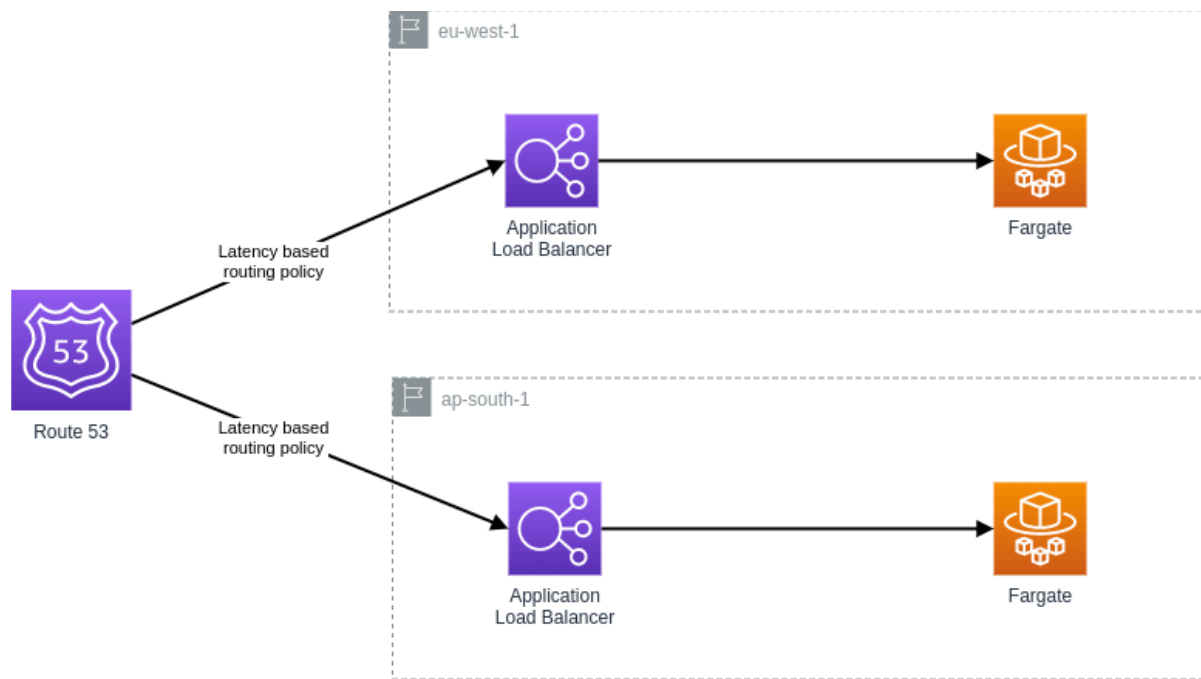 eu-west-1
Application
Load Balancer
Fargate
Latency based
routing policy
53
Route 53
ap-south-1
Latency based
routing policy
Application
Load Balancer
Fargate